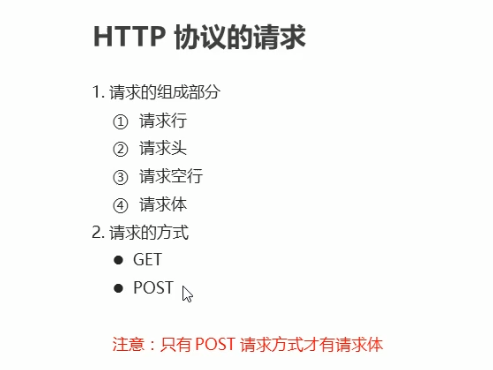 HTTP 协议的请求
1. 请求的组成部分
① 请求行
② 请求头
③ 请求空行
④ 请求体
2. 请求的方式
● GET
● POST
注意：只有 POST 请求方式才有请求体